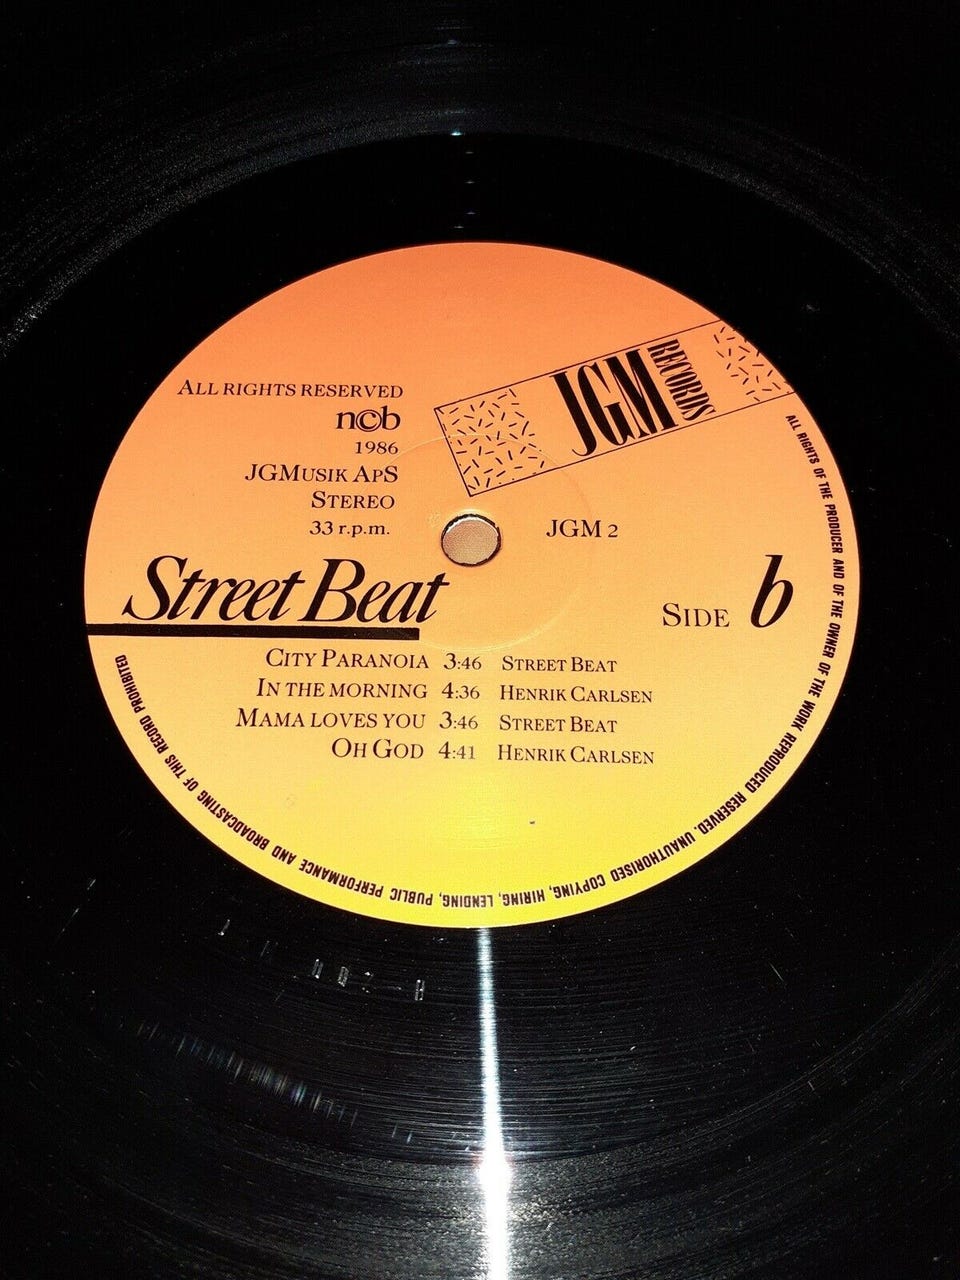 ALL RIGHTS RESERVED
n©b
1986
JGMUSIK APS
STEREO
33 r.p.m.
JGM RECORDS
JGM 2
Street Beat
SIDE b
CITY PARANOIA 3:46 STREET BEAT
IN THE MORNING 4:36 HENRIK CARLSEN
MAMA LOVES YOU 3:46 STREET BEAT
OH GOD 4:41 HENRIK CARLSEN
ALL RIGHTS OF THE PRODUCER AND OF THE OWNER OF THE WORK REPRODUCED RESERVED. UNAUTHORISED COPYING, HIRING, LENDING, PUBLIC PERFORMANCE AND BROADCASTING OF THIS RECORD PROHIBITED